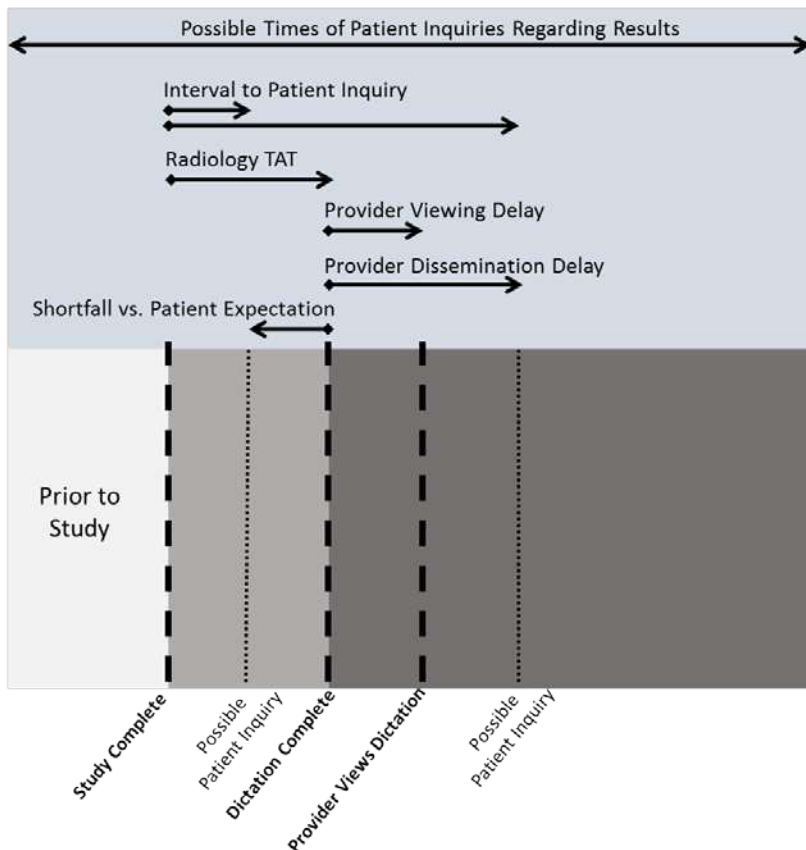 Possible Times of Patient Inquiries Regarding Results
Interval to Patient Inquiry
Radiology TAT
Provider Viewing Delay
Provider Dissemination Delay
Shortfall vs. Patient Expectation
Prior to
Study
Study Complete
Possible
Patient Inquiry
Dictation Complete
Provider Views Dictation
Possible
Patient Inquiry